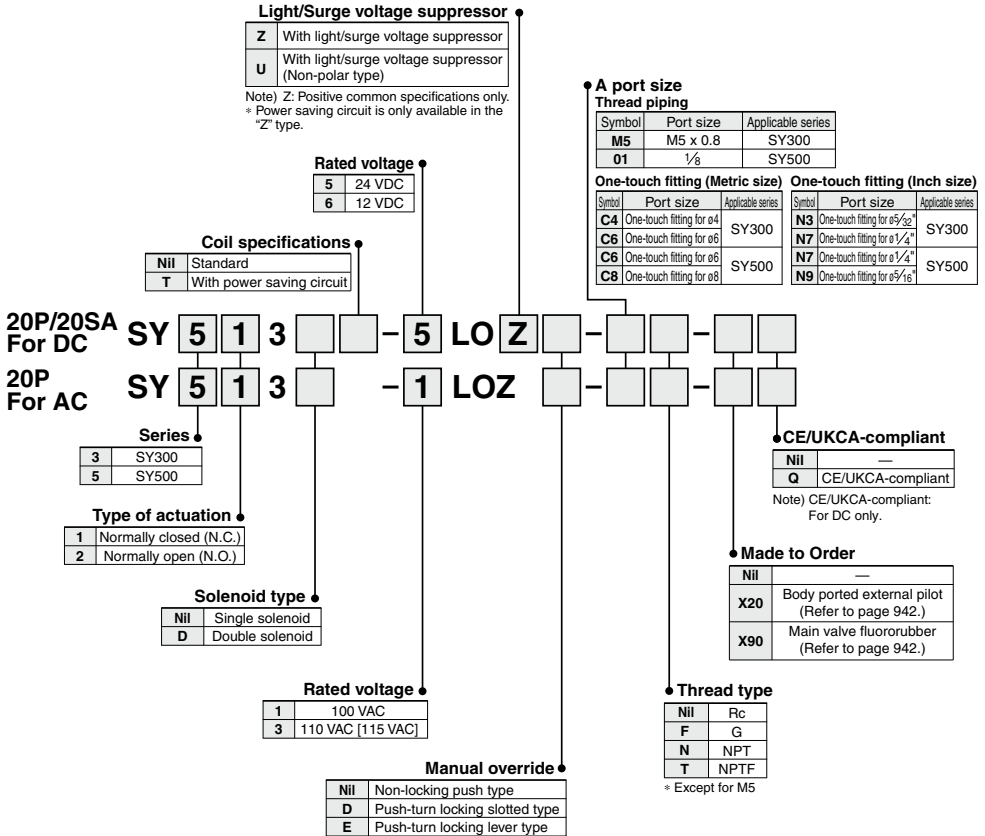 Light/Surge voltage suppressor
Z With light/surge voltage suppressor
U With light/surge voltage suppressor
(Non-polar type)
Note) Z: Positive common specifications only.
* Power saving circuit is only available in the
"Z" type.
Rated voltage
5 24 VDC
6 12 VDC
Coil specifications
Nil Standard
T With power saving circuit
A port size
Thread piping
Symbol Port size Applicable series
M5 M5 x 0.8 SY300
01 1/8 SY500
One-touch fitting (Metric size)
Symbol Port size Applicable series
C4 One-touch fitting for ø4 SY300
C6 One-touch fitting for ø6
C6 One-touch fitting for ø6 SY500
C8 One-touch fitting for ø8
One-touch fitting (Inch size)
Symbol Port size Applicable series
N3 One-touch fitting for ø5/32" SY300
N7 One-touch fitting for ø1/4"
N7 One-touch fitting for ø1/4" SY500
N9 One-touch fitting for ø5/16"
20P/20SA
For DC
SY 5 1 3 – 5 LO Z – –
20P
For AC
SY 5 1 3 – 1 LOZ – –
Series
3 SY300
5 SY500
Type of actuation
1 Normally closed (N.C.)
2 Normally open (N.O.)
Solenoid type
Nil Single solenoid
D Double solenoid
Rated voltage
1 100 VAC
3 110 VAC [115 VAC]
Manual override
Nil Non-locking push type
D Push-turn locking slotted type
E Push-turn locking lever type
CE/UKCA-compliant
Nil —
Q CE/UKCA-compliant
Note) CE/UKCA-compliant:
For DC only.
Made to Order
Nil —
X20 Body ported external pilot
(Refer to page 942.)
X90 Main valve fluororubber
(Refer to page 942.)
Thread type
Nil Rc
F G
N NPT
T NPTF
* Except for M5